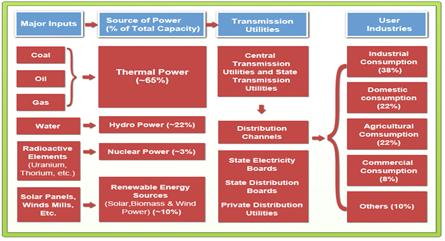 Major Inputs
Source of Power
(% of Total Capacity)
Transmission
Utilities
User
Industries
Coal
Oil
Gas
Thermal Power
(~65%)
Central
Transmission
Utilities and State
Transmission
Utilities
Industrial
Consumption
(38%)
Domestic
consumption
(22%)
Water
Hydro Power (~22%)
Distribution
Channels
Agricultural
Comsumption
(22%)
Radioactive
Elements
(Uranium,
Thorium, etc.)
Nuclear Power (~3%)
State Electricity
Boards
State Distribution
Boards
Private Distribution
Utilities
Commercial
Consumption
(8%)
Solar Panels,
Winds Mills,
Etc.
Renewable Energy
Sources
(Solar,Biomass & Wind
Power) (~10%)
Others (10%)